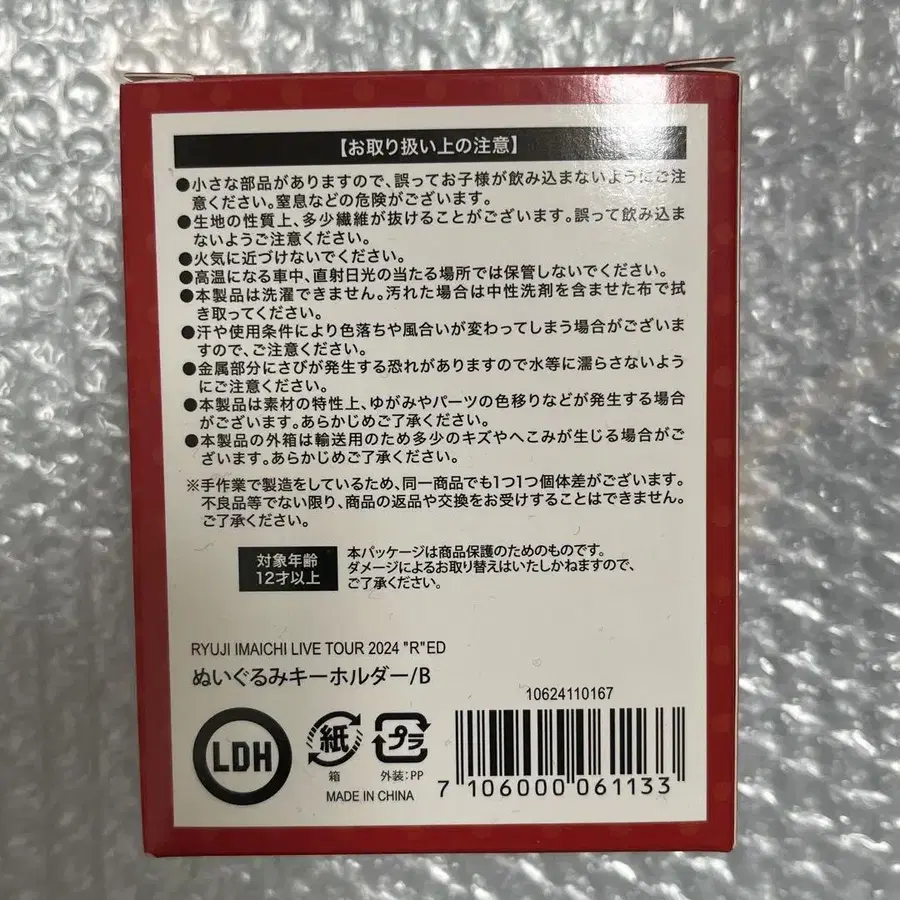 【お取り扱い上の注意】
●小さな部品がありますので、誤ってお子様が飲み込まないようにご注
意ください。窒息などの危険がございます。
●生地の性質上、多少繊維が抜けることがございます。誤って飲み込ま
ないようご注意ください。
●火気に近づけないでください。
●高温になる車中、直射日光の当たる場所では保管しないでください。
●本製品は洗濯できません。汚れた場合は中性洗剤を含ませた布で拭
き取ってください。
●汗や使用条件により色落ちや風合いが変わってしまう場合がございま
すので、ご注意ください。
●金属部分にさびが発生する恐れがありますので水等に濡らさないよう
にご注意ください。
●本製品は素材の特性上、ゆがみやパーツの色移りなどが発生する場合
がございます。あらかじめご了承ください。
●本製品の外箱は輸送用のため多少のキズやへこみが生じる場合がご
ざいます。あらかじめご了承ください。
※手作業で製造をしているため、同一商品でも1つ1つ個体差がございます。
不良品等でない限り、商品の返品や交換をお受けすることはできません。
ご了承ください。
対象年齢
12才以上
本パッケージは商品保護のためのものです。
ダメージによるお取り替えはいたしかねますので、
ご了承ください。
RYUJI IMAICHI LIVE TOUR 2024 "R"ED
ぬいぐるみキーホルダー/B
10624110167
LDH
紙
箱
プラ
外装:PP
MADE IN CHINA
7 106000 061133